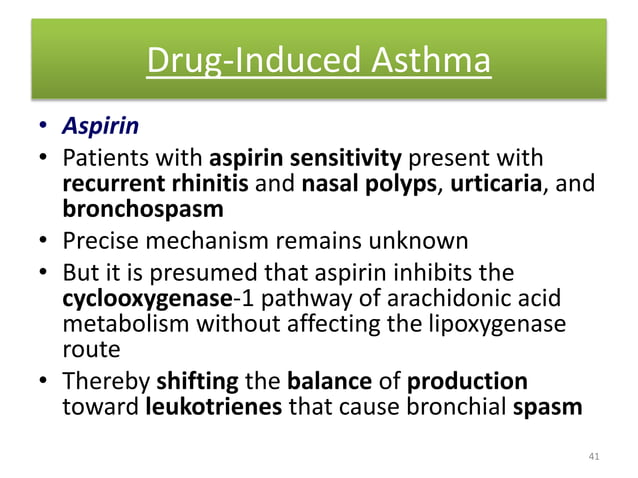 Drug-Induced Asthma
• Aspirin
• Patients with aspirin sensitivity present with
recurrent rhinitis and nasal polyps, urticaria, and
bronchospasm
• Precise mechanism remains unknown
• But it is presumed that aspirin inhibits the
cyclooxygenase-1 pathway of arachidonic acid
metabolism without affecting the lipoxygenase
route
• Thereby shifting the balance of production
toward leukotrienes that cause bronchial spasm
41